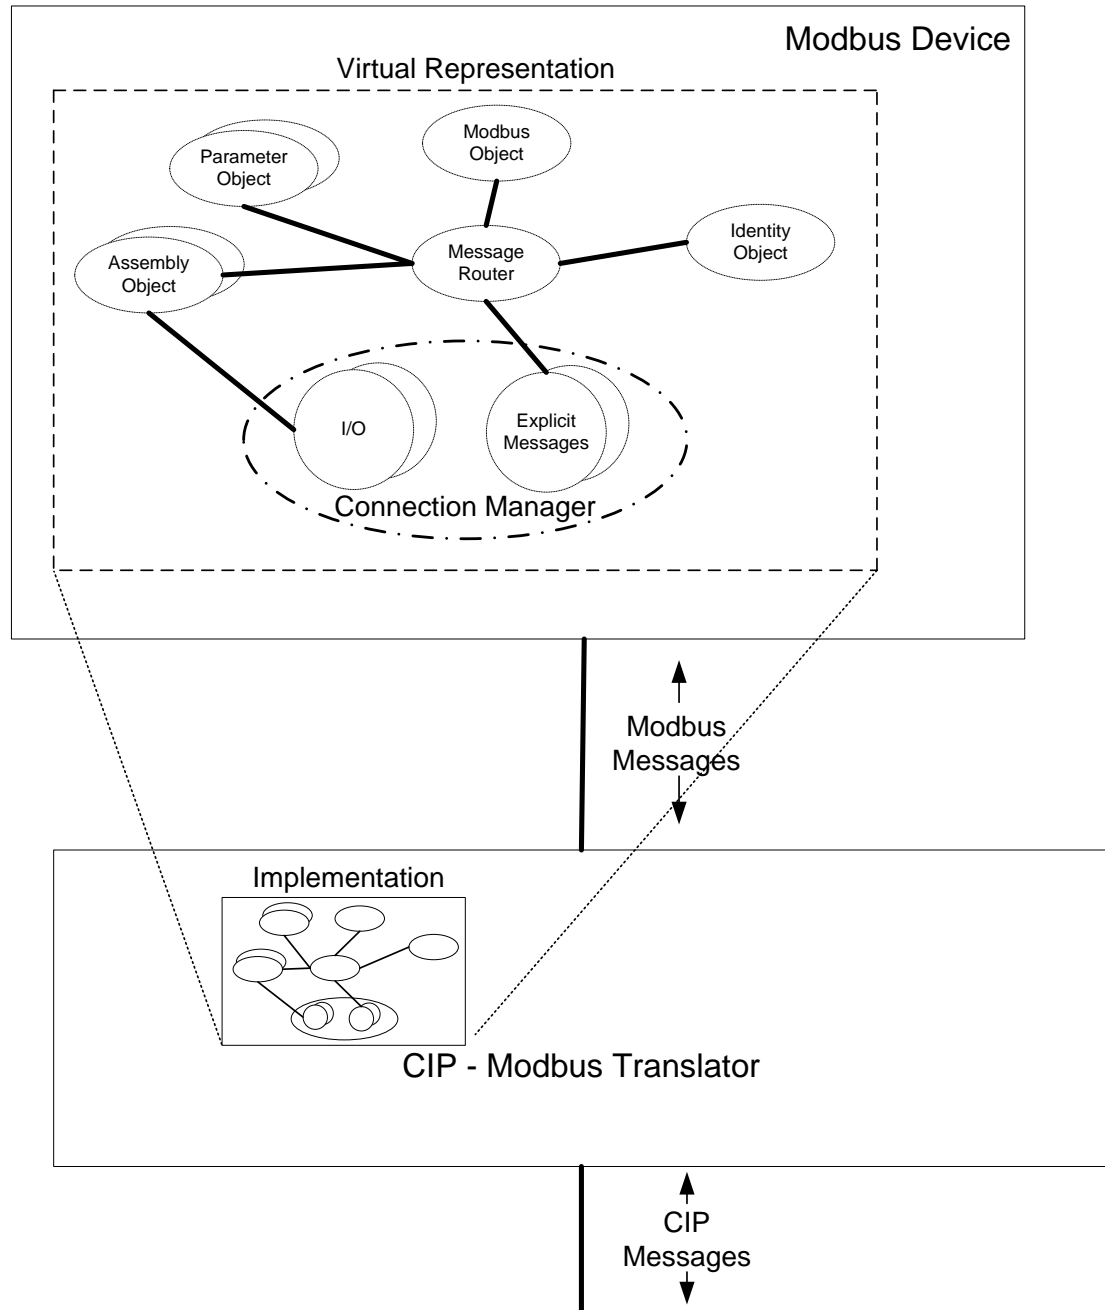 Modbus Device
Virtual Representation
Modbus
Object
Parameter
Object
Identity
Object
Message
Router
Assembly
Object
I/O
Explicit
Messages
Connection Manager
Modbus
Messages
Implementation
CIP - Modbus Translator
CIP
Messages